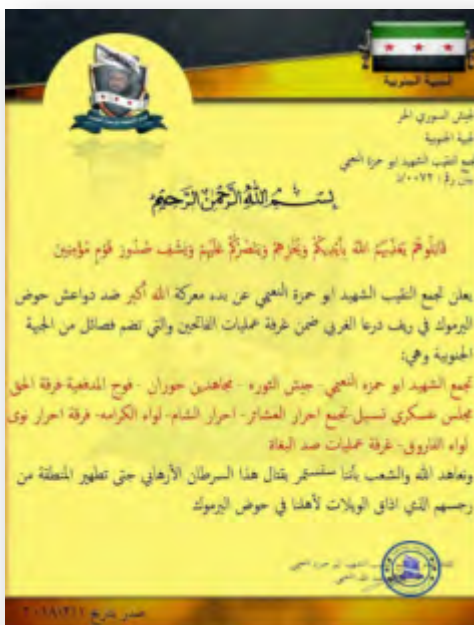 الجبهة الجنوبية
الجيش السوري الحر
الجبهة الجنوبية
تجمع النقيب الشهيد ابو حمزة النعيمي
بسم الله الرحمن الرحيم
قاتلوهم يعذبهم الله بأيديكم ويخزهم وينصركم عليهم ويشف صدور قوم مؤمنين
يعلن تجمع النقيب الشهيد ابو حمزة النعيمي عن بدء معركة الله أكبر ضد دواعش حوض
اليرموك في ريف درعا الغربي ضمن غرفة عمليات الفاتحين والتي تضم فصائل من الجبهة
الجنوبية وهي:
تجمع الشهيد ابو حمزه النعيمي- جيش الثوره - مجاهدين حوران - فوج المدفعية-فرقة الحق
مجلس عسكري تسيل-تجمع احرار العشائر- احرار الشام- لواء الكرامه- فرقة احرار نوى
لواء الفاروق- غرفة عمليات صد البغاة
ونعاهد الله والشعب بأننا سنستمر بقتال هذا السرطان الأرهابي حتى تطهير المنطقة من
رجسهم الذي اذاق الويلات لأهلنا في حوض اليرموك
صدر بتاريخ